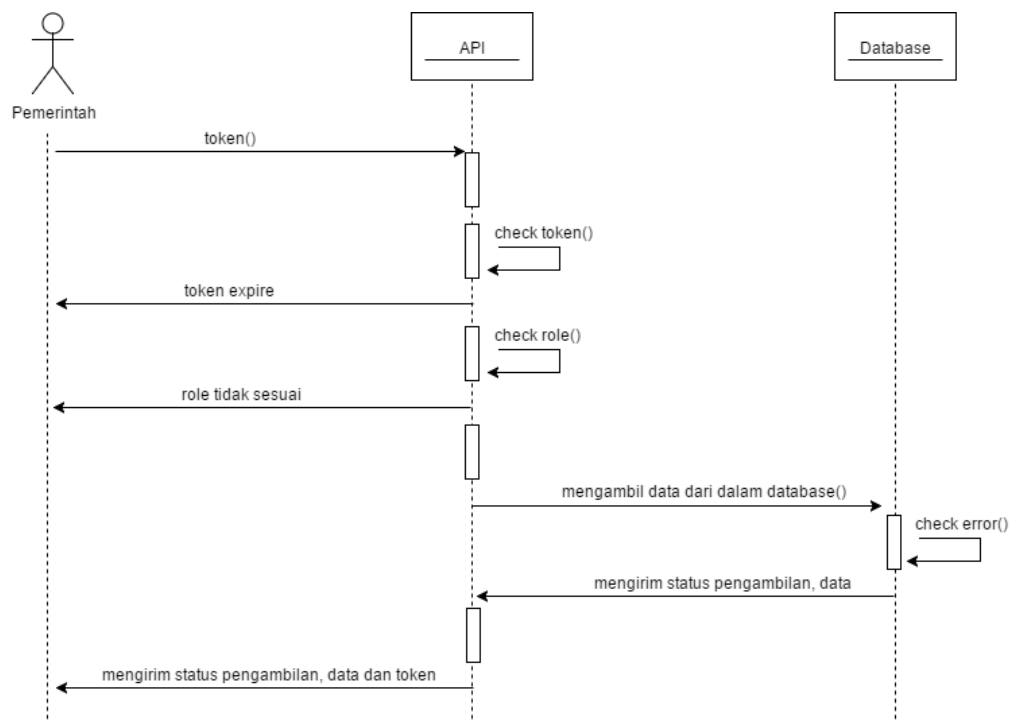 API
Database
Pemerintah
token()
check token()
token expire
check role()
role tidak sesuai
mengambil data dari dalam database()
check error()
mengirim status pengambilan, data
mengirim status pengambilan, data dan token